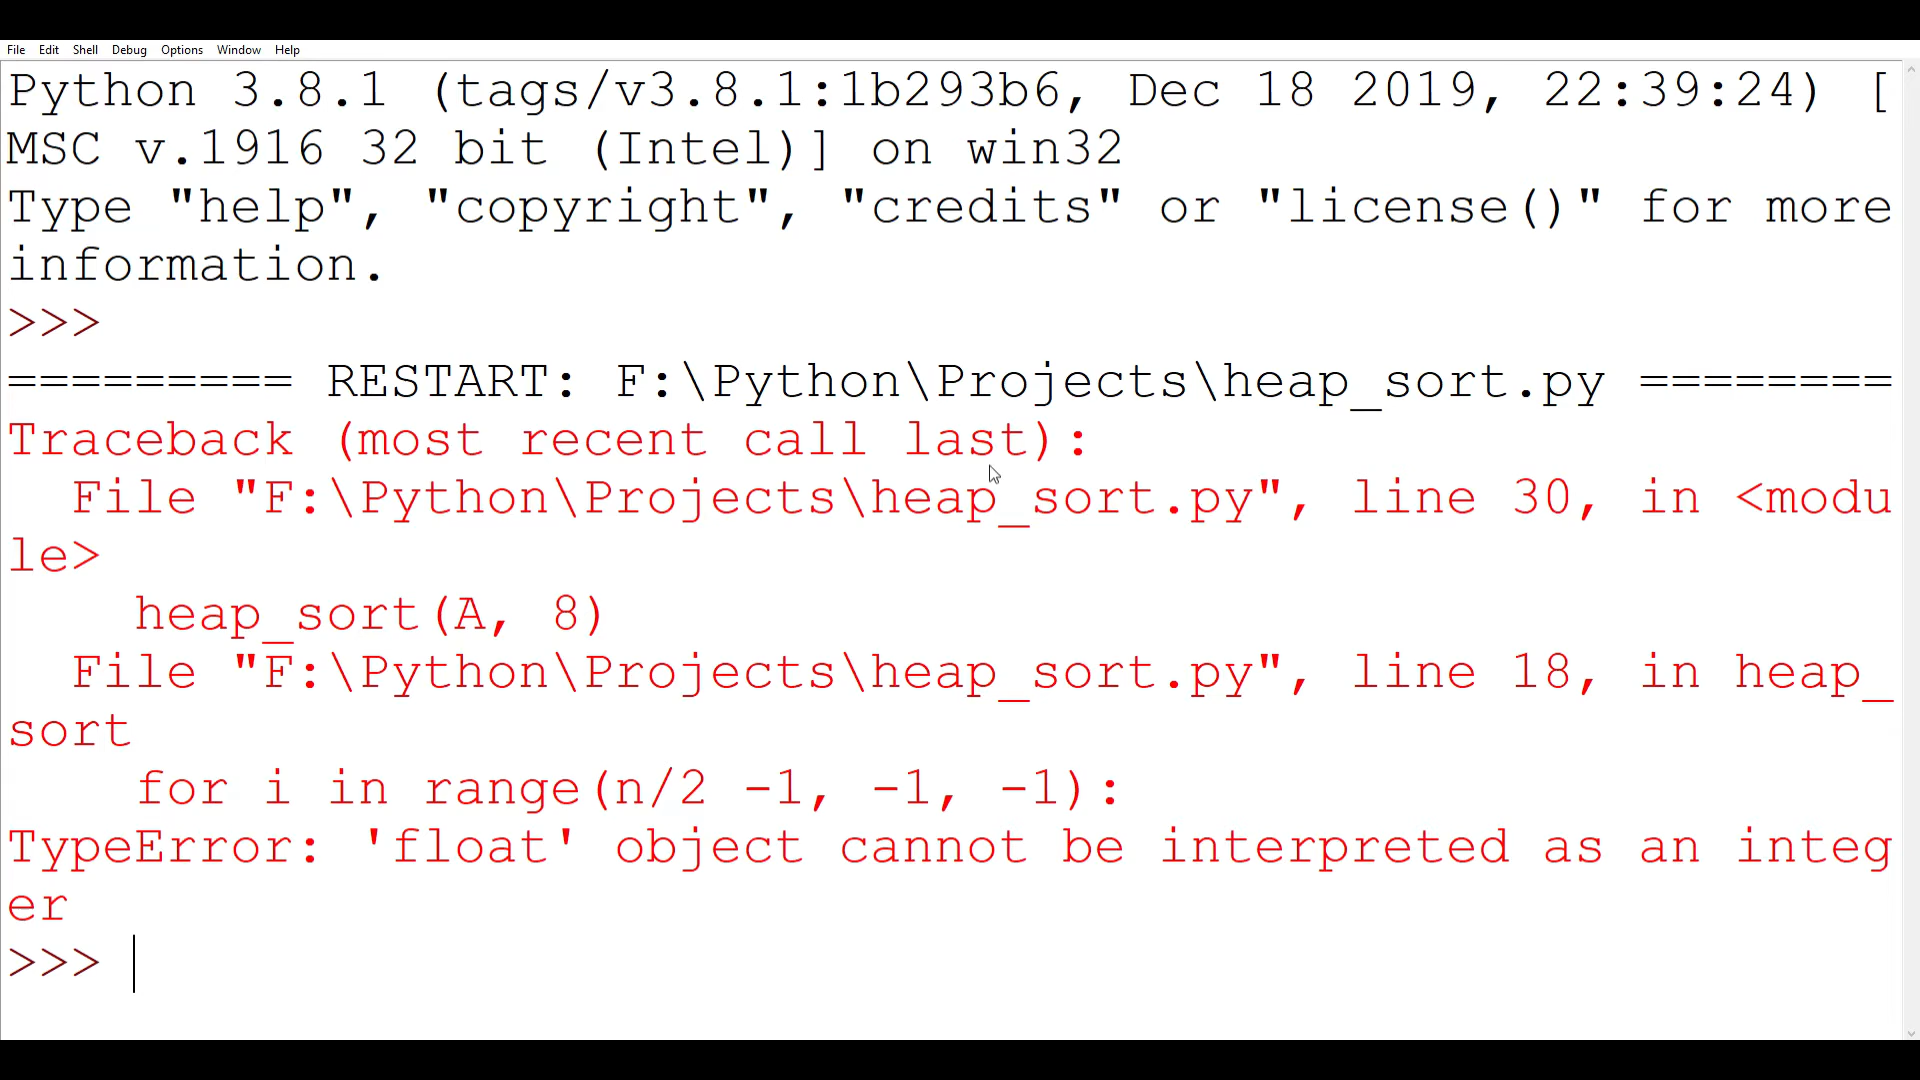 File Edit Shell Debug Options Window Help
Python 3.8.1 (tags/v3.8.1:1b293b6, Dec 18 2019, 22:39:24) [
MSC v.1916 32 bit (Intel)] on win32
Type "help", "copyright", "credits" or "license()" for more
information.
>>>
========= RESTART: F:\Python\Projects\heap_sort.py ========
Traceback (most recent call last):
  File "F:\Python\Projects\heap_sort.py", line 30, in <modu
le>
    heap_sort(A, 8)
  File "F:\Python\Projects\heap_sort.py", line 18, in heap_
sort
    for i in range(n/2 -1, -1, -1):
TypeError: 'float' object cannot be interpreted as an integ
er
>>>